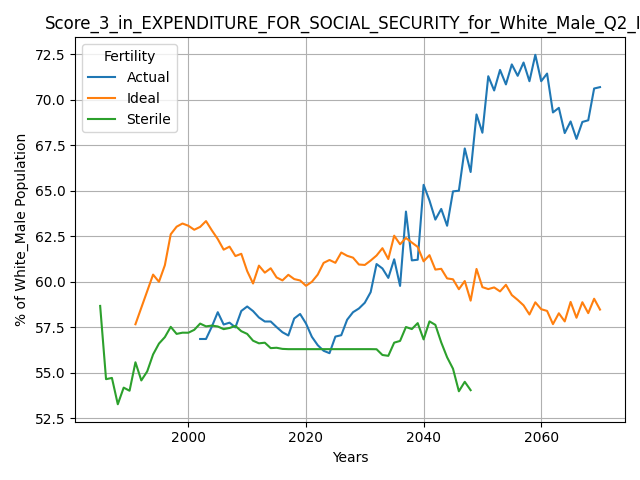 Score_3_in_EXPENDITURE_FOR_SOCIAL_SECURITY_for_White_Male_Q2_
Fertility
Actual
Ideal
Sterile
72.5
70.0
67.5
65.0
62.5
60.0
57.5
55.0
52.5
% of White_Male Population
2000
2020
2040
2060
Years